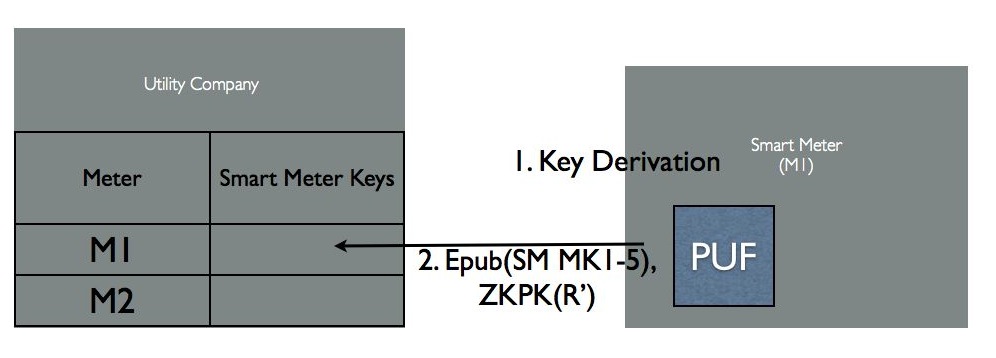 Utility Company
Meter
Smart Meter Keys
M1
M2
1. Key Derivation
2. Epub(SM MK1-5),
ZKPK(R’)
Smart Meter
(M1)
PUF